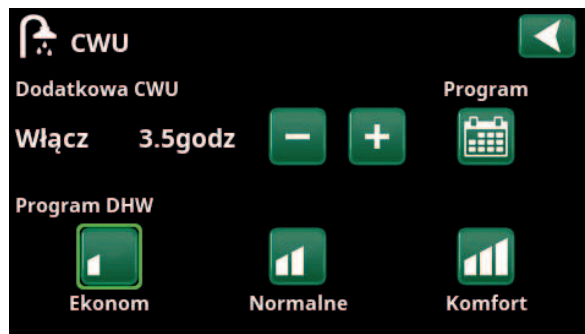 CWU
Dodatkowa CWU Program
Włącz 3.5godz
Program DHW
Ekonom Normalne Komfort